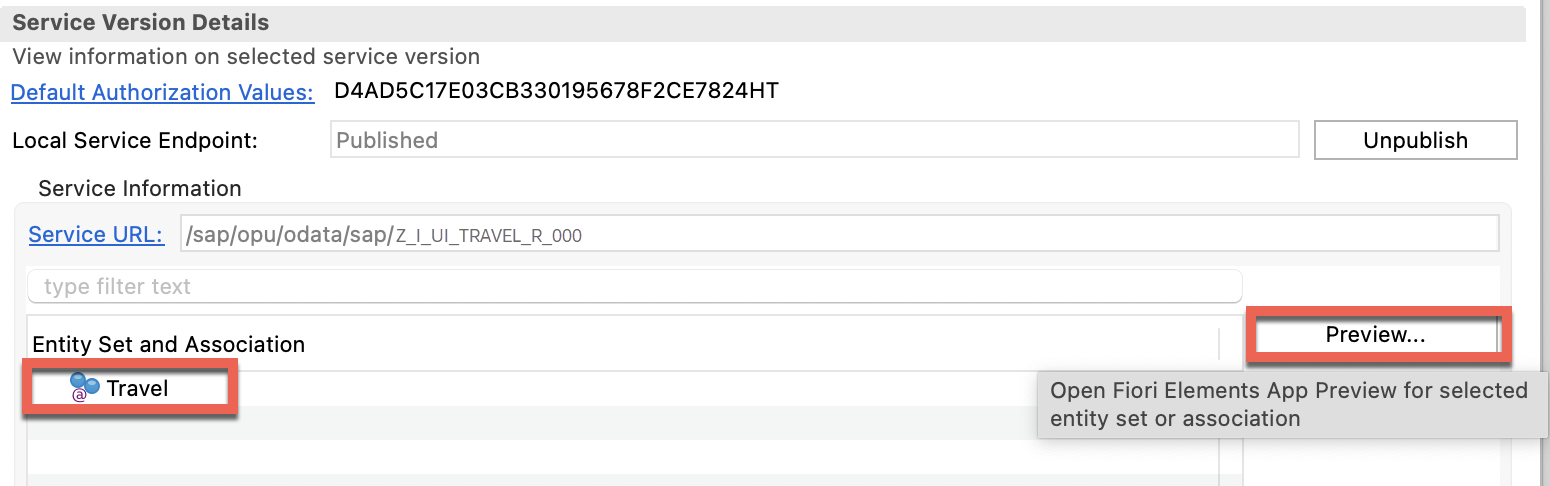 Service Version Details
View information on selected service version
Default Authorization Values: D4AD5C17E03CB330195678F2CE7824HT
Local Service Endpoint: Published Unpublish
Service Information
Service URL: /sap/opu/odata/sap/Z_I_UI_TRAVEL_R_000
type filter text
Entity Set and Association Preview...
@ Travel
Open Fiori Elements App Preview for selected
entity set or association